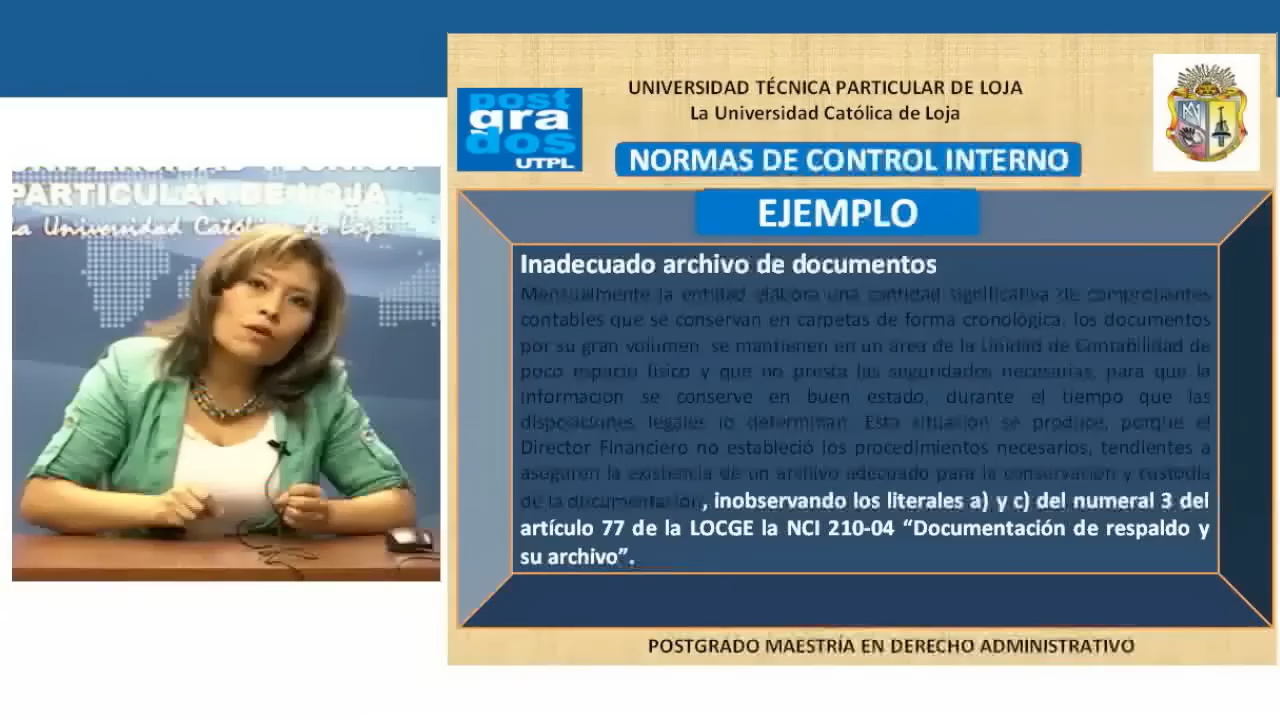 PARTICULAR DE LOJA
La Universidad Católica de Loja
post
gra
dos
UTPL
UNIVERSIDAD TÉCNICA PARTICULAR DE LOJA
La Universidad Católica de Loja
NORMAS DE CONTROL INTERNO
EJEMPLO
Inadecuado archivo de documentos
Mensualmente la entidad elabora una cantidad significativa de comprobantes
contables que se conservan en carpetas de forma cronológica, los documentos
por su gran volumen, se mantienen en un área de la Unidad de Contabilidad de
poco espacio físico y que no presta las seguridades necesarias, para que la
información se conserve en buen estado, durante el tiempo que las
disposiciones legales lo determinan. Esta situación se produce, porque el
Director Financiero no estableció los procedimientos necesarios, tendientes a
asegurar la existencia de un archivo adecuado para la conservación y custodia
de la documentación, inobservando los literales a) y c) del numeral 3 del
artículo 77 de la LOCGE la NCI 210-04 “Documentación de respaldo y
su archivo”.
POSTGRADO MAESTRÍA EN DERECHO ADMINISTRATIVO